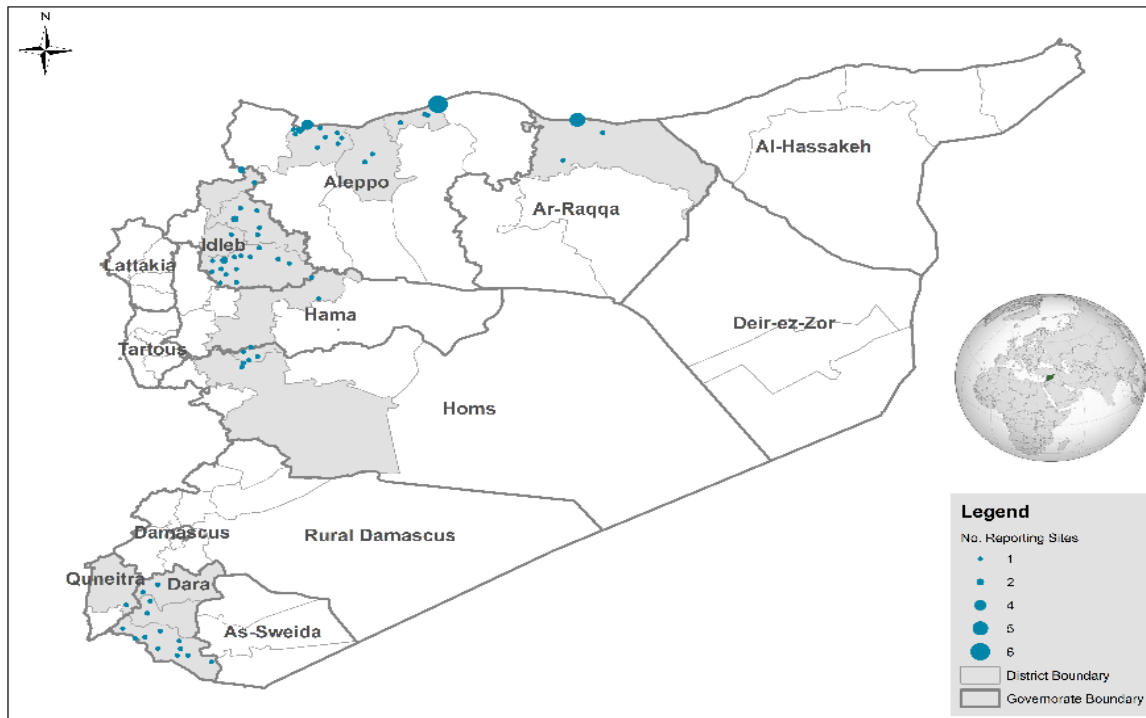 N
Al-Hassakeh
Aleppo
Ar-Raqqa
Idleb
Lattakia
Hama
Deir-ez-Zor
Tartous
Homs
Damascus
Rural Damascus
Quneitra
Dara
As-Sweida
Legend
No. Reporting Sites
1
2
4
5
6
District Boundary
Governorate Boundary